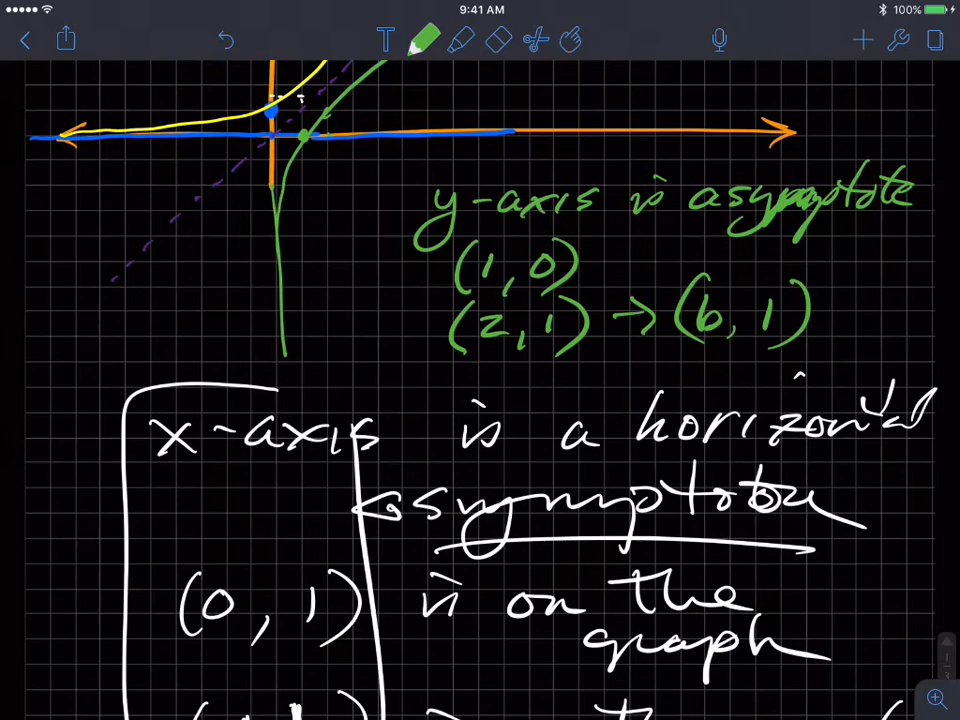 9:41 AM
100%
T
y-axis is asymptote
(1, 0)
(2, 1) → (b, 1)
x-axis is a horizontal
asymptote
(0, 1) is on the
graph